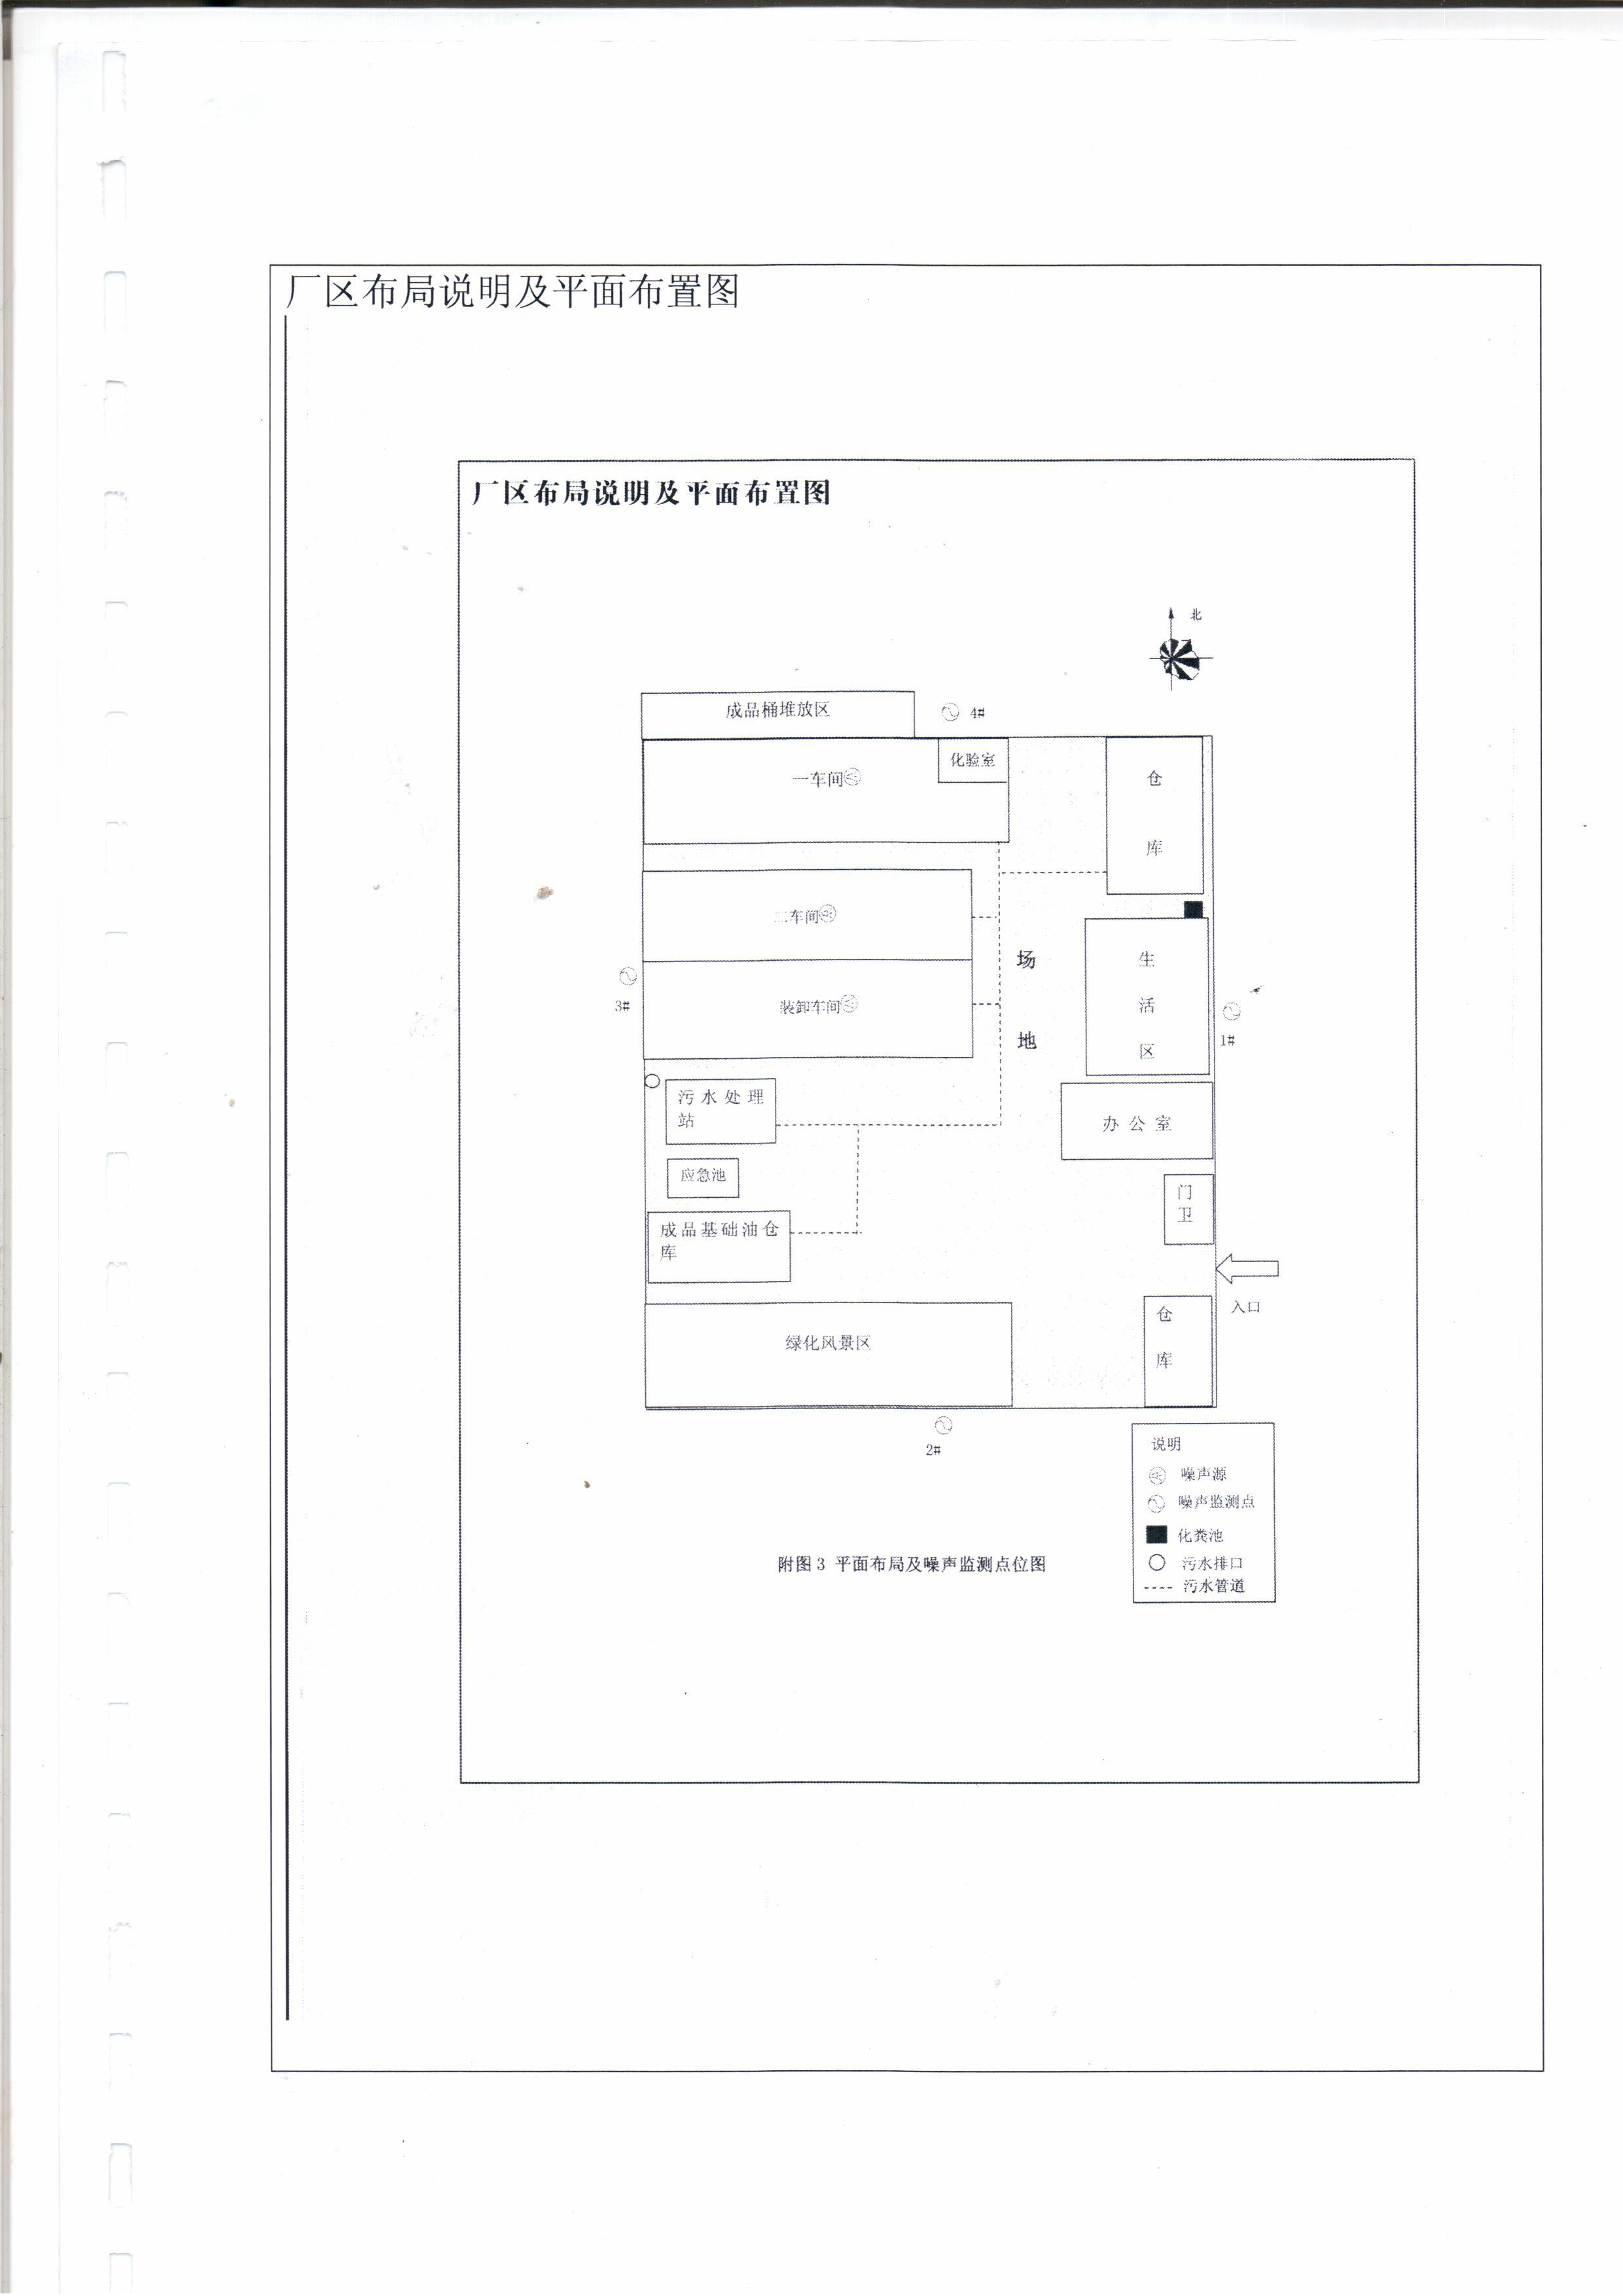 厂区布局说明及平面布置图
厂区布局说明及平面布置图
北
成品桶堆放区
4#
一车间
化验室
仓
库
二车间
场
地
生
活
区
3#
装卸车间
1#
污水处理
站
办公室
应急池
门
卫
成品基础油仓
库
入口
仓
库
绿化风景区
2#
说明
噪声源
噪声监测点
化粪池
污水排口
污水管道
附图3 平面布局及噪声监测点位图